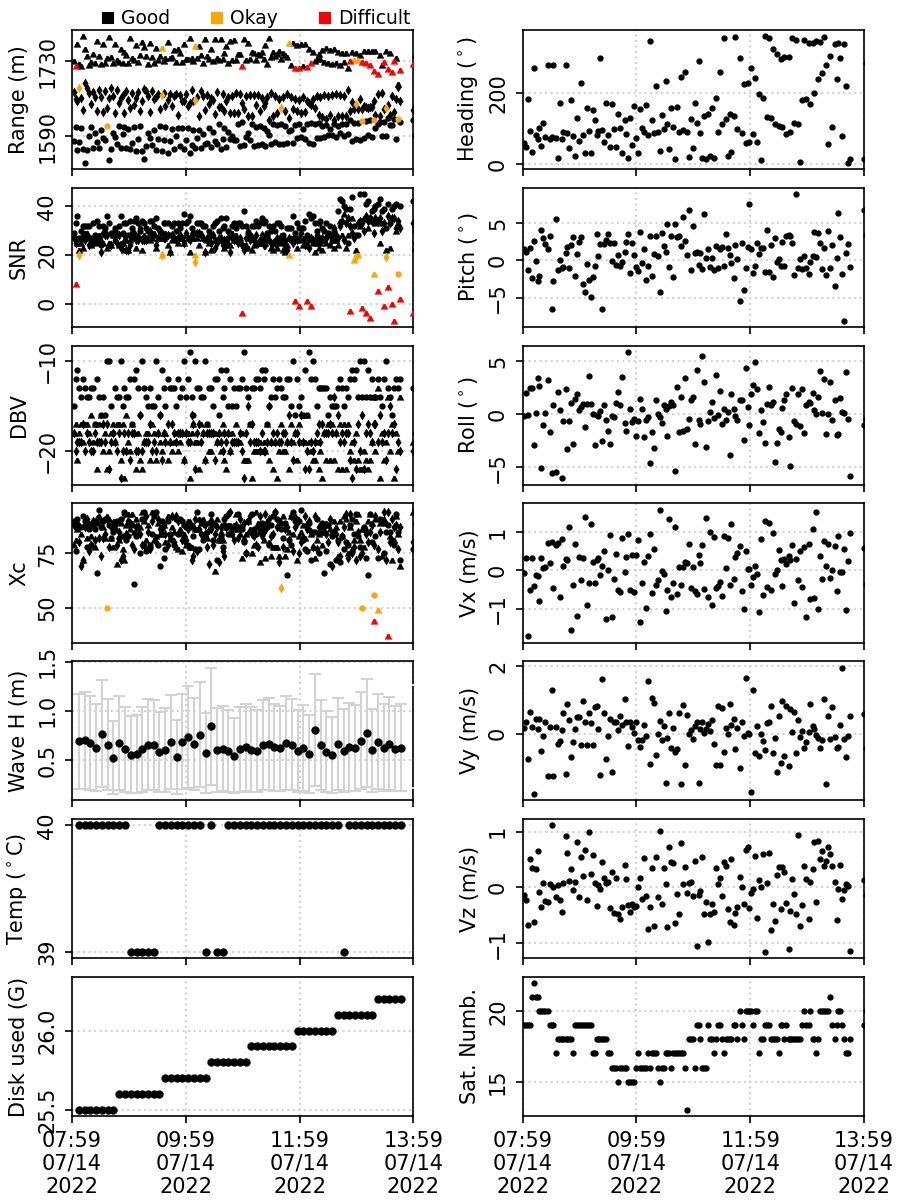 Good Okay Difficult
Range (m)
1730
1590
Heading (°)
200
0
SNR
40
20
0
Pitch (°)
5
0
−5
DBV
−10
−20
Roll (°)
5
0
−5
Xc
75
50
Vx (m/s)
1
0
−1
Wave H (m)
1.5
1.0
0.5
Vy (m/s)
2
0
Temp (°C)
40
39
Vz (m/s)
1
0
−1
Disk used (G)
26.0
25.5
Sat. Numb.
20
15
07:59 09:59 11:59 13:59
07/14 07/14 07/14 07/14
2022 2022 2022 2022
07:59 09:59 11:59 13:59
07/14 07/14 07/14 07/14
2022 2022 2022 2022